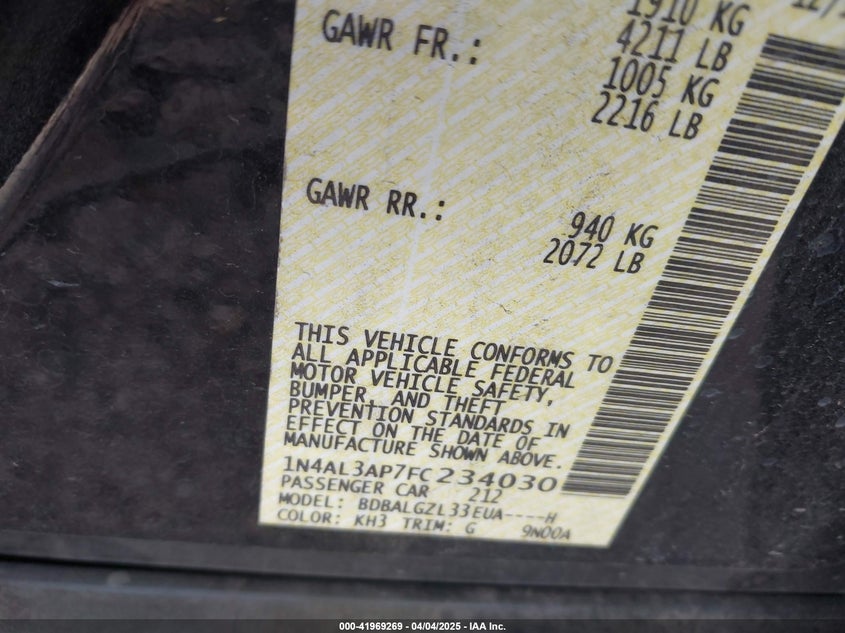 1910 KG
4211 LB
GAWR FR.:
1005 KG
2216 LB
GAWR RR.:
940 KG
2072 LB
THIS VEHICLE CONFORMS TO
ALL APPLICABLE FEDERAL
MOTOR VEHICLE SAFETY,
BUMPER, AND THEFT
PREVENTION STANDARDS IN
EFFECT ON THE DATE OF
MANUFACTURE SHOWN ABOVE.
1N4AL3AP7FC234030
PASSENGER CAR 212
MODEL: BDBALGZL33EUA----H
COLOR: KH3 TRIM: G 9N00A
000-41969269 - 04/04/2025 - IAA Inc.